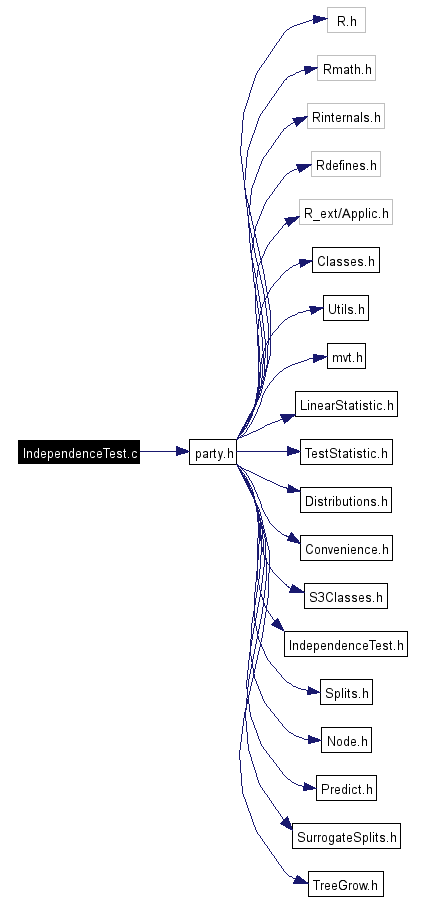 R.h
Rmath.h
Rinternals.h
Rdefines.h
R_ext/Applic.h
Classes.h
Utils.h
mvt.h
LinearStatistic.h
IndependenceTest.c
party.h
TestStatistic.h
Distributions.h
Convenience.h
S3Classes.h
IndependenceTest.h
Splits.h
Node.h
Predict.h
SurrogateSplits.h
TreeGrow.h